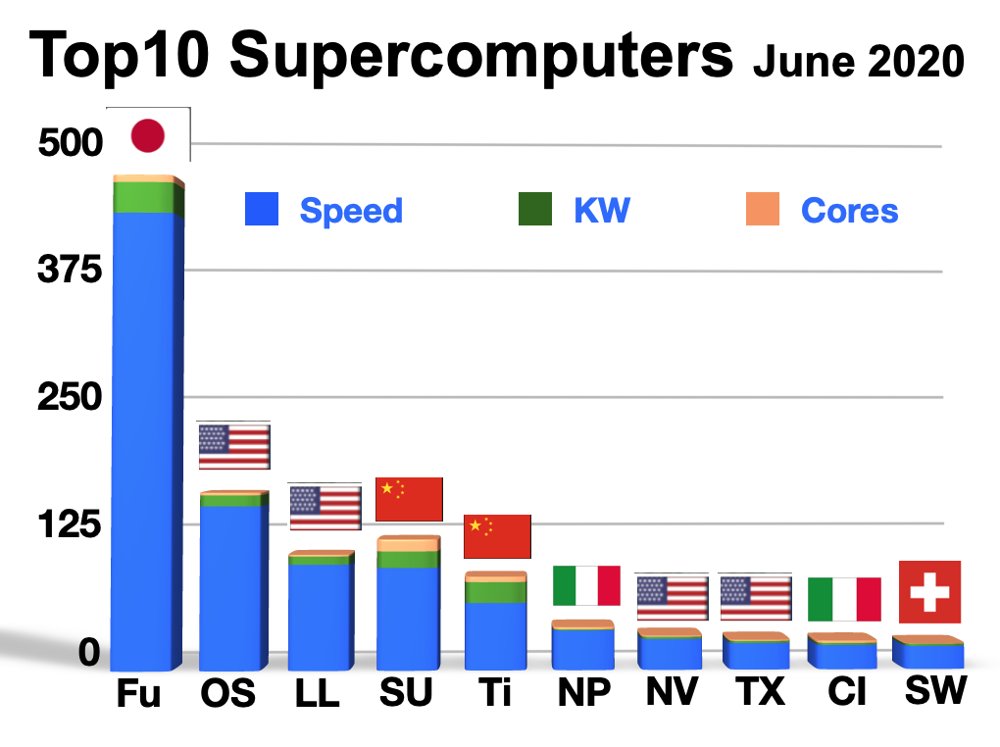 Top10 Supercomputers June 2020
500
Speed KW Cores
375
250
125
0
Fu OS LL SU Ti NP NV TX CI SW